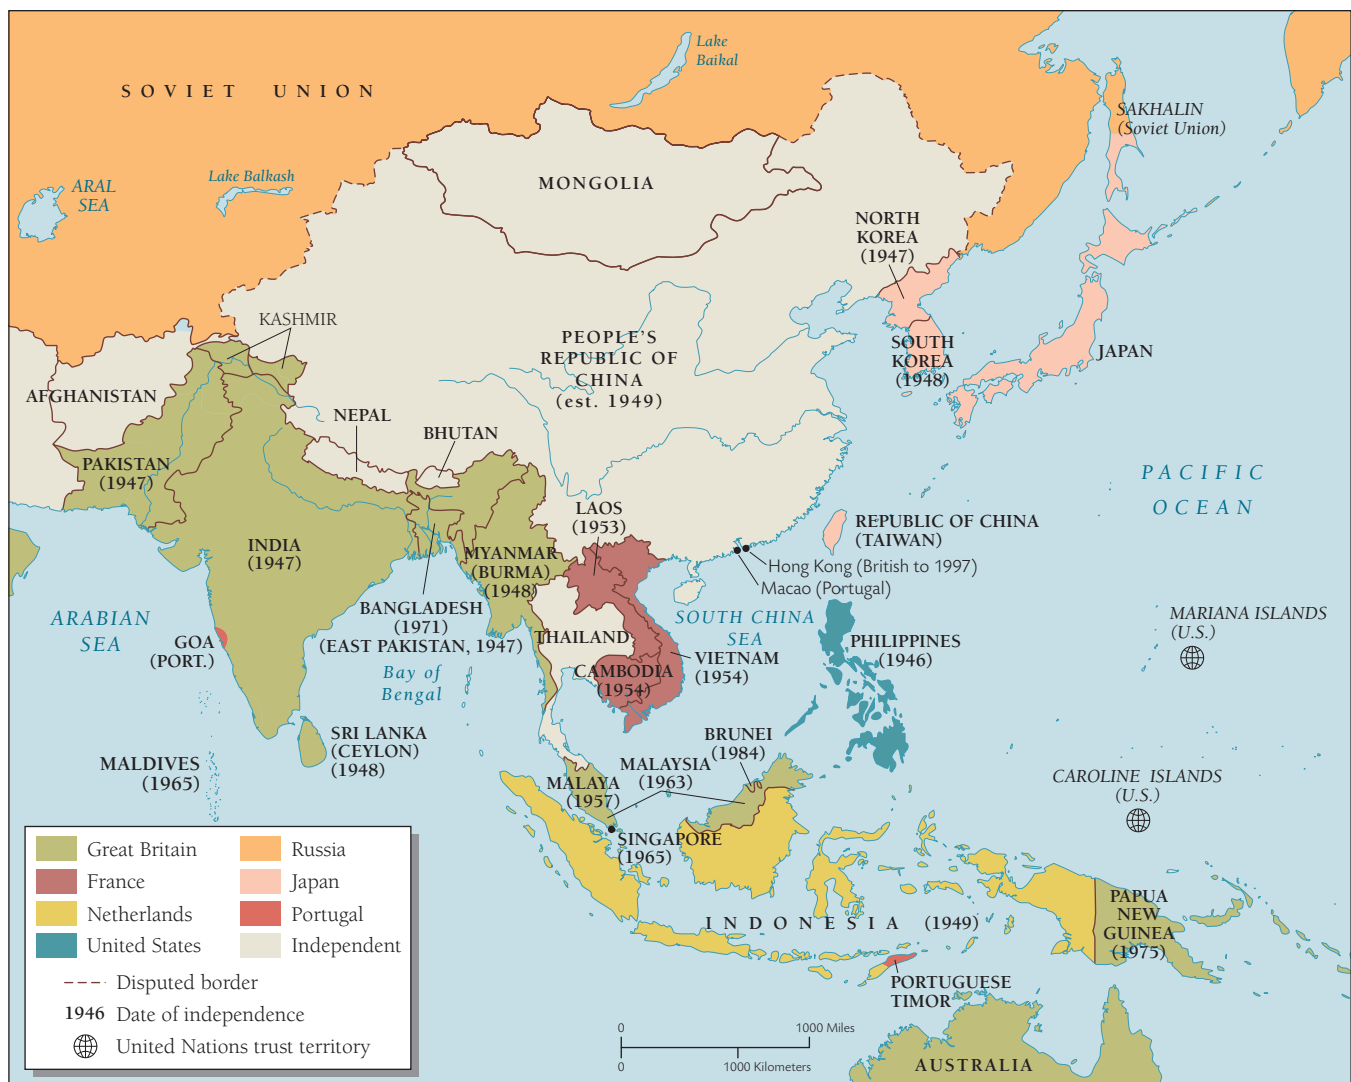 Lake
Baikal
SOVIET UNION
SAKHALIN
(Soviet Union)
ARAL
SEA
Lake Balkash
MONGOLIA
NORTH
KOREA
(1947)
KASHMIR
PEOPLE'S
REPUBLIC OF
CHINA
(est. 1949)
SOUTH
KOREA
(1948)
JAPAN
AFGHANISTAN
NEPAL
BHUTAN
PAKISTAN
(1947)
PACIFIC
OCEAN
LAOS
(1953)
REPUBLIC OF CHINA
(TAIWAN)
INDIA
(1947)
MYANMAR
(BURMA)
(1948)
Hong Kong (British to 1997)
Macao (Portugal)
ARABIAN
SEA
BANGLADESH
(1971)
(EAST PAKISTAN, 1947)
SOUTH CHINA
SEA
MARIANA ISLANDS
(U.S.)
GOA
(PORT.)
THAILAND
PHILIPPINES
(1946)
Bay of
Bengal
CAMBODIA
(1954)
VIETNAM
(1954)
SRI LANKA
(CEYLON)
(1948)
BRUNEI
(1984)
MALDIVES
(1965)
MALAYSIA
(1963)
MALAYA
(1957)
CAROLINE ISLANDS
(U.S.)
SINGAPORE
(1965)
INDONESIA (1949)
PAPUA
NEW
GUINEA
(1975)
PORTUGUESE
TIMOR
AUSTRALIA
Great Britain
France
Netherlands
United States
Russia
Japan
Portugal
Independent
Disputed border
1946 Date of independence
United Nations trust territory
0 1000 Miles
0 1000 Kilometers